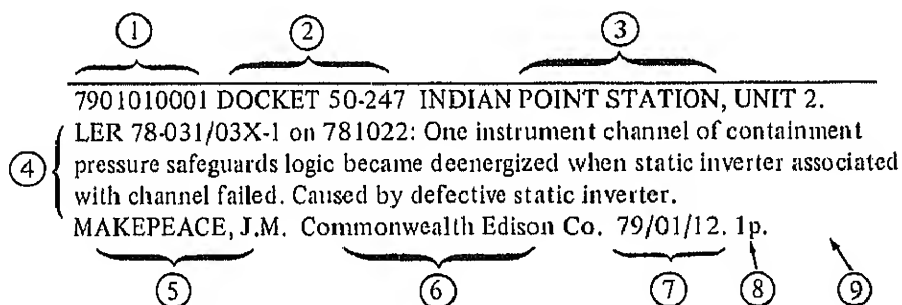 ① ② ③
7901010001 DOCKET 50-247 INDIAN POINT STATION, UNIT 2.
④ LER 78-031/03X-1 on 781022: One instrument channel of containment
pressure safeguards logic became deenergized when static inverter associated
with channel failed. Caused by defective static inverter.
MAKEPEACE, J.M. Commonwealth Edison Co. 79/01/12. 1p.
⑤ ⑥ ⑦ ⑧ ⑨